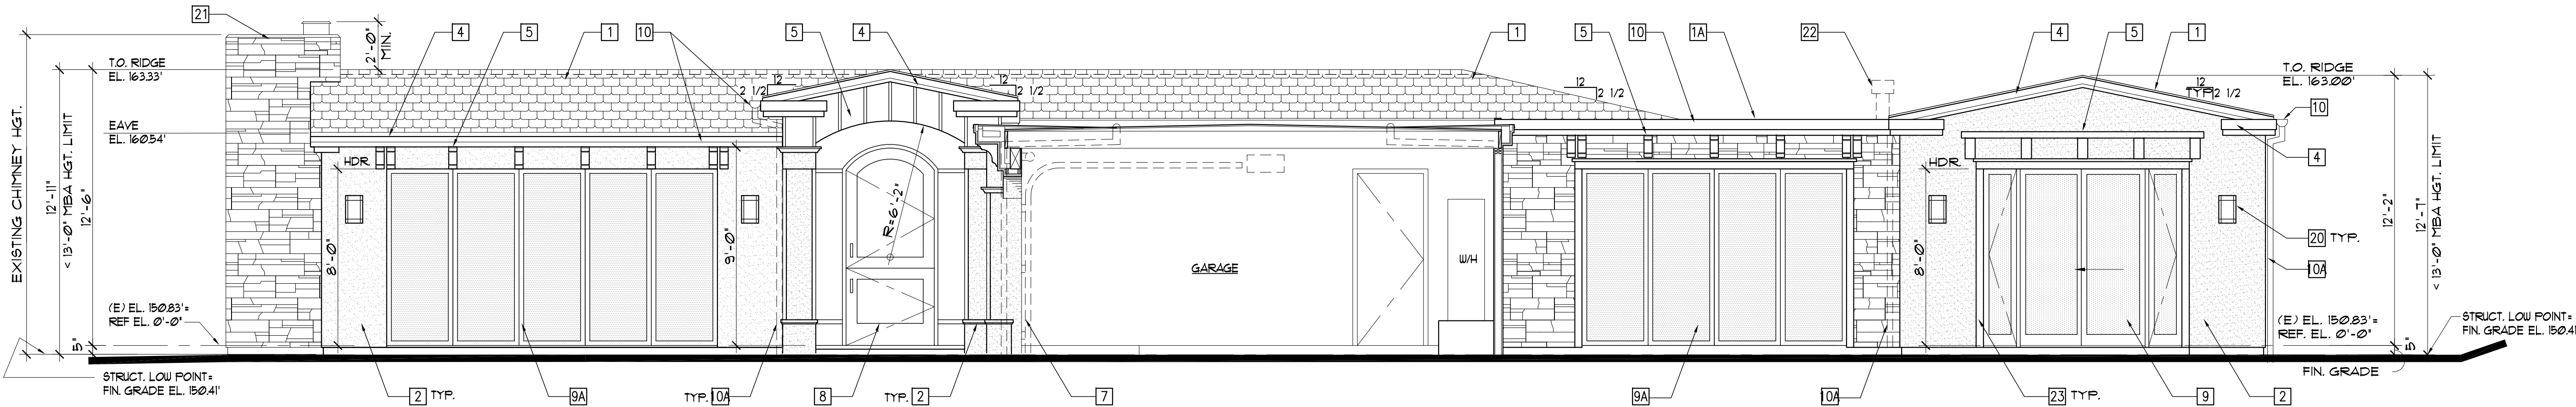 21
4
5
1
10
5
4
1
5
10
1A
22
4
5
1
2'-0"
MIN.
T.O. RIDGE
EL. 163.33'
12
2 1/2
12
2 1/2
12
2 1/2
12
TYP.
2 1/2
T.O. RIDGE
EL. 163.00'
10
EAVE
EL. 160.54'
EXISTING CHIMNEY HGT.
12'-11"
< 13'-0" MBA HGT. LIMIT
12'-6"
HDR.
8'-0"
9'-0"
R=6'-2"
GARAGE
W/H
HDR.
8'-0"
4
20 TYP.
10A
12'-2"
12'-7"
< 13'-0" MBA HGT. LIMIT
(E) EL. 150.83'=
REF EL. 0'-0"
5"
STRUCT. LOW POINT=
FIN. GRADE EL. 150.41'
(E) EL. 150.83'=
REF. EL. 0'-0"
5"
STRUCT. LOW POINT=
FIN. GRADE EL. 150.41
FIN. GRADE
2 TYP.
9A
TYP. 10A
8
TYP. 2
7
9A
10A
23 TYP.
9
2